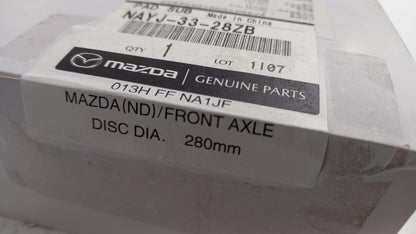 PAD SUB Made in China
NAYJ-33-28ZB
QTY 1 LOT 1107
mazda GENUINE PARTS
013H FF NA1JF
MAZDA(ND)/FRONT AXLE
DISC DIA. 280mm